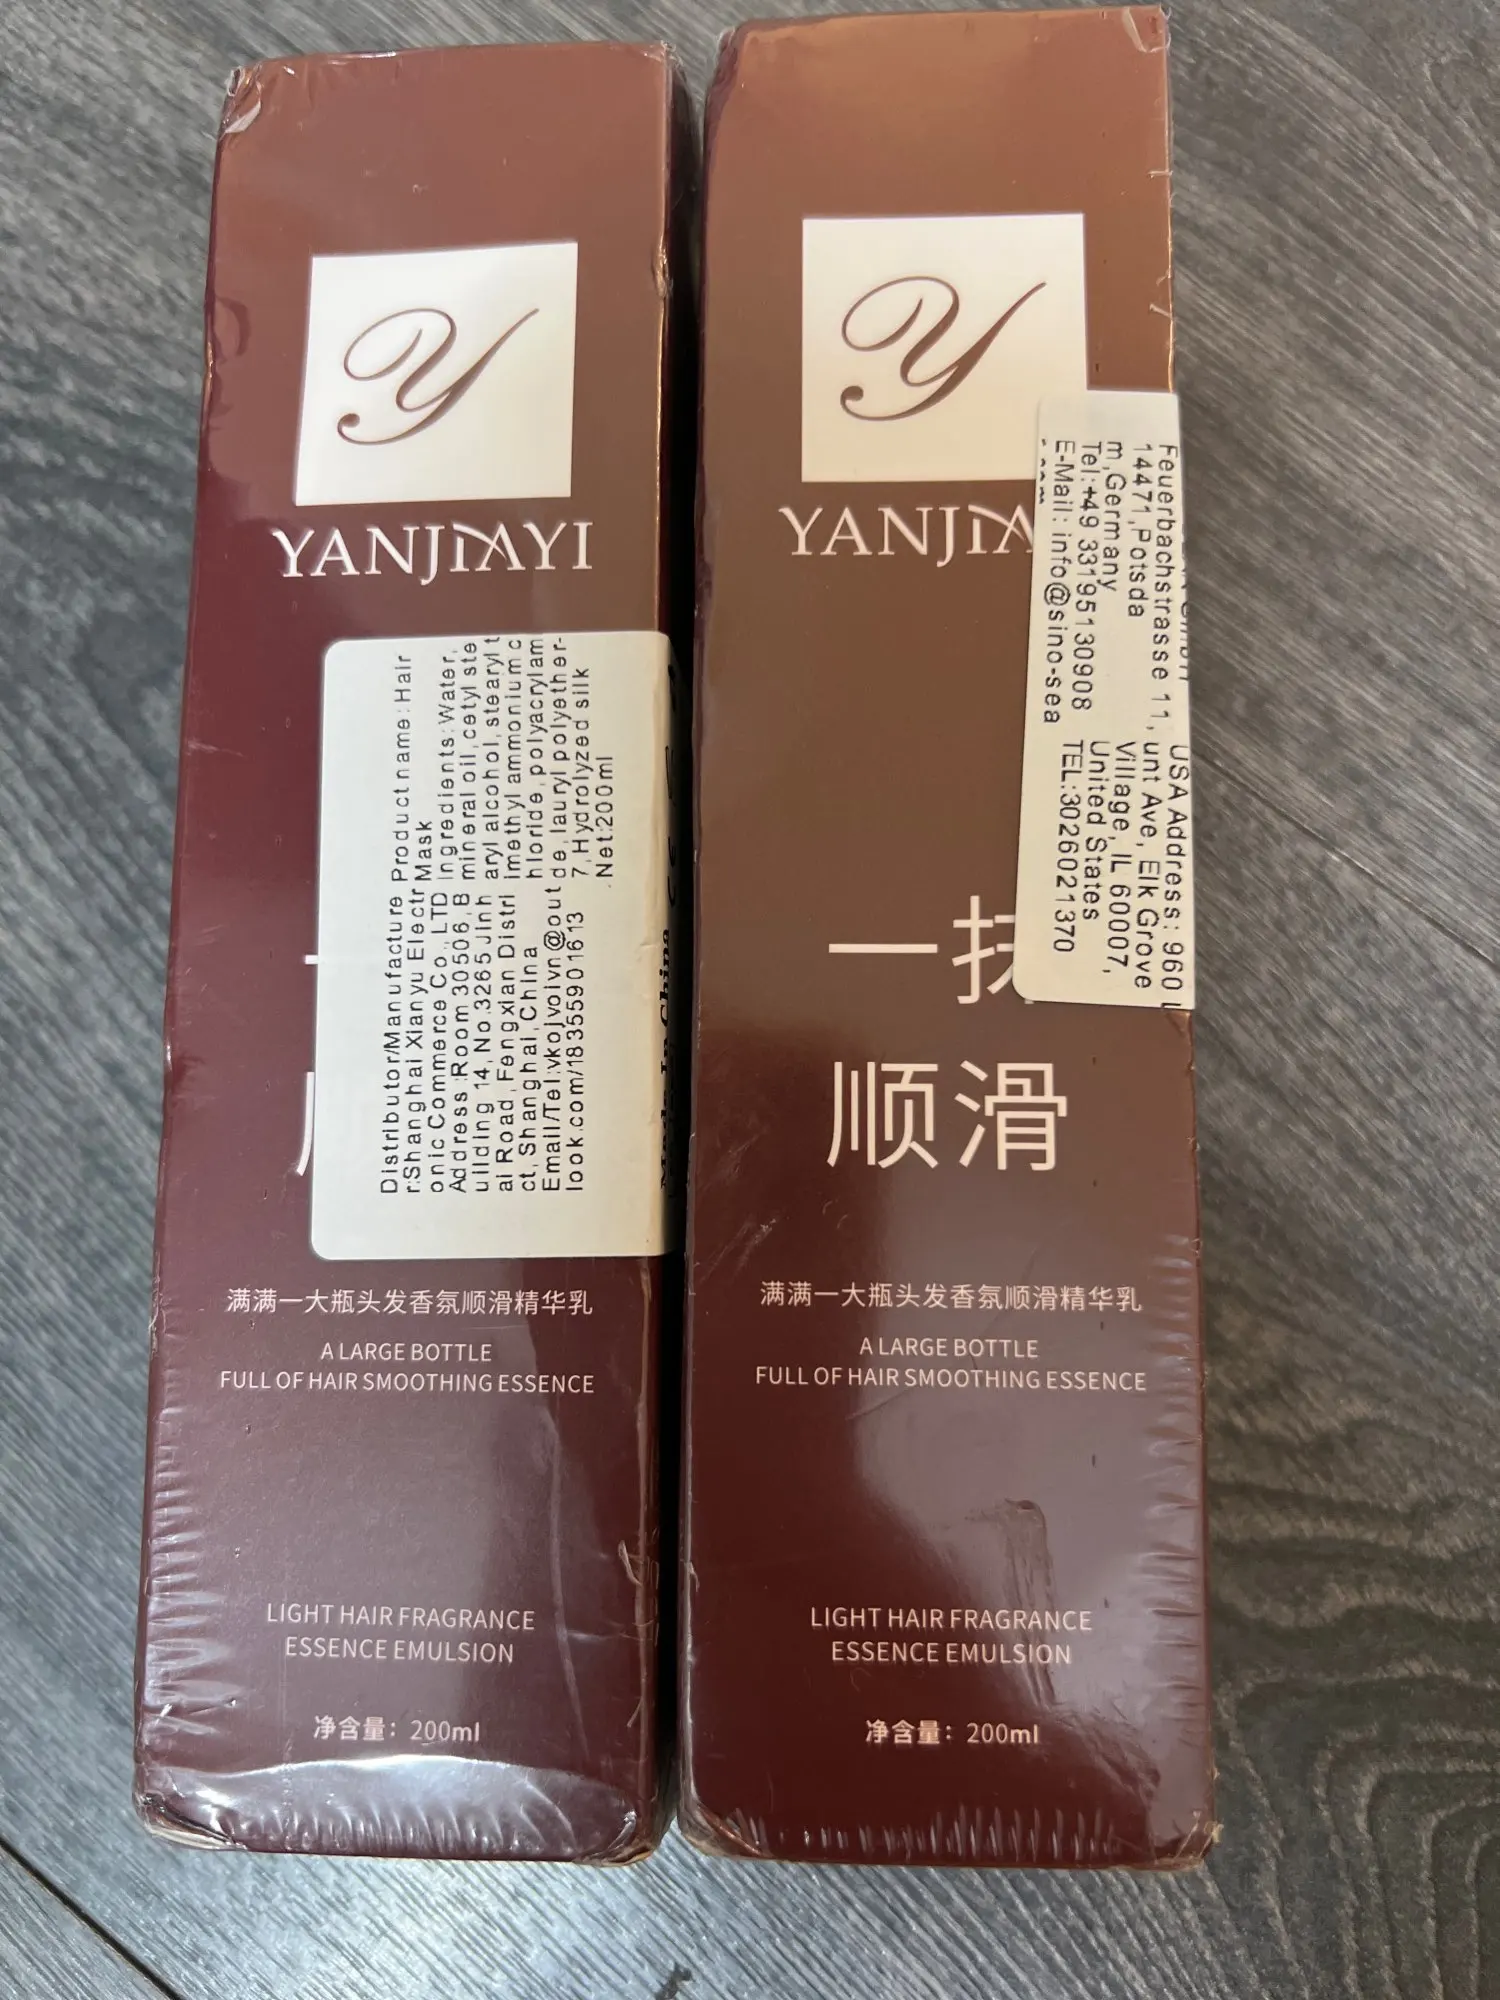 Y
YANJIAYI
Product name: Hair
Mask
Ingredients: Water,
mineral oil, cetyl ste
aryl alcohol, stearyl t
imethyl ammonium c
hloride, polyacrylam
de, lauryl polyether-
7, Hydrolyzed silk
Net:200ml
Distributor/Manufacture
r:Shanghai Xianyu Electr
onic Commerce Co., LTD
Address:Room 30506, B
uilding 14, No.3265 Jinh
ai Road, Fengxian Distri
ct, Shanghai, China
Email/Tel:vkojvoivn@out
look.com/18355901613
Made In China
满满一大瓶头发香氛顺滑精华乳
A LARGE BOTTLE
FULL OF HAIR SMOOTHING ESSENCE
LIGHT HAIR FRAGRANCE
ESSENCE EMULSION
净含量：200ml
Y
YANJIA
Feuerbachstrasse 11,
14471,Potsda
m,Germany
Tel:+49 3319513 0908
E-Mail: info@sino-sea
USA Address: 960
unt Ave, Elk Grove
Village, IL 60007,
United States
TEL:3026021370
一抹
顺滑
满满一大瓶头发香氛顺滑精华乳
A LARGE BOTTLE
FULL OF HAIR SMOOTHING ESSENCE
LIGHT HAIR FRAGRANCE
ESSENCE EMULSION
净含量：200ml